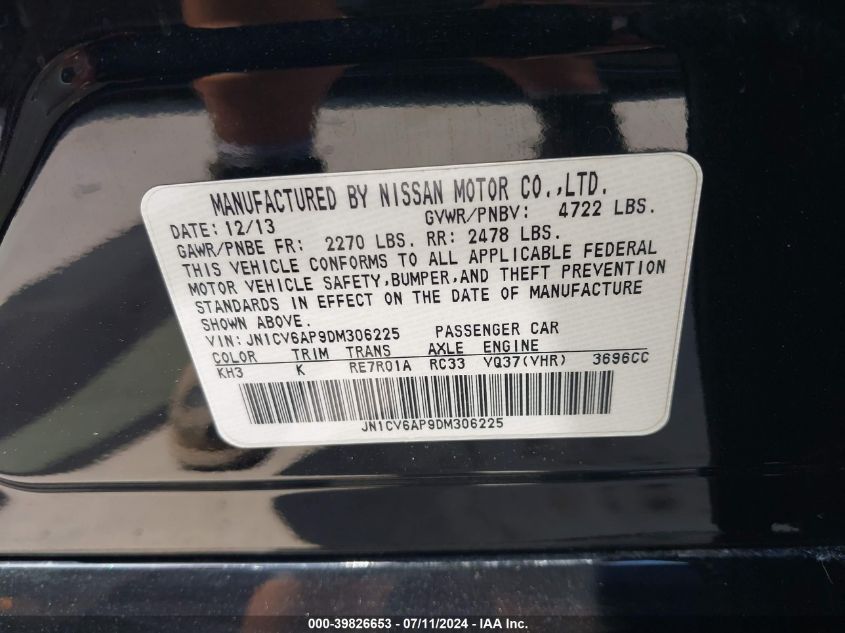 MANUFACTURED BY NISSAN MOTOR CO.,LTD.
DATE: 12/13 GVWR/PNBV: 4722 LBS.
GAWR/PNBE FR: 2270 LBS. RR: 2478 LBS.
THIS VEHICLE CONFORMS TO ALL APPLICABLE FEDERAL
MOTOR VEHICLE SAFETY,BUMPER,AND THEFT PREVENTION
STANDARDS IN EFFECT ON THE DATE OF MANUFACTURE
SHOWN ABOVE.
VIN: JN1CV6AP9DM306225 PASSENGER CAR
COLOR TRIM TRANS AXLE ENGINE
KH3 K RE7R01A RC33 VQ37(VHR) 3696CC
JN1CV6AP9DM306225
000-39826653 - 07/11/2024 - IAAI.com